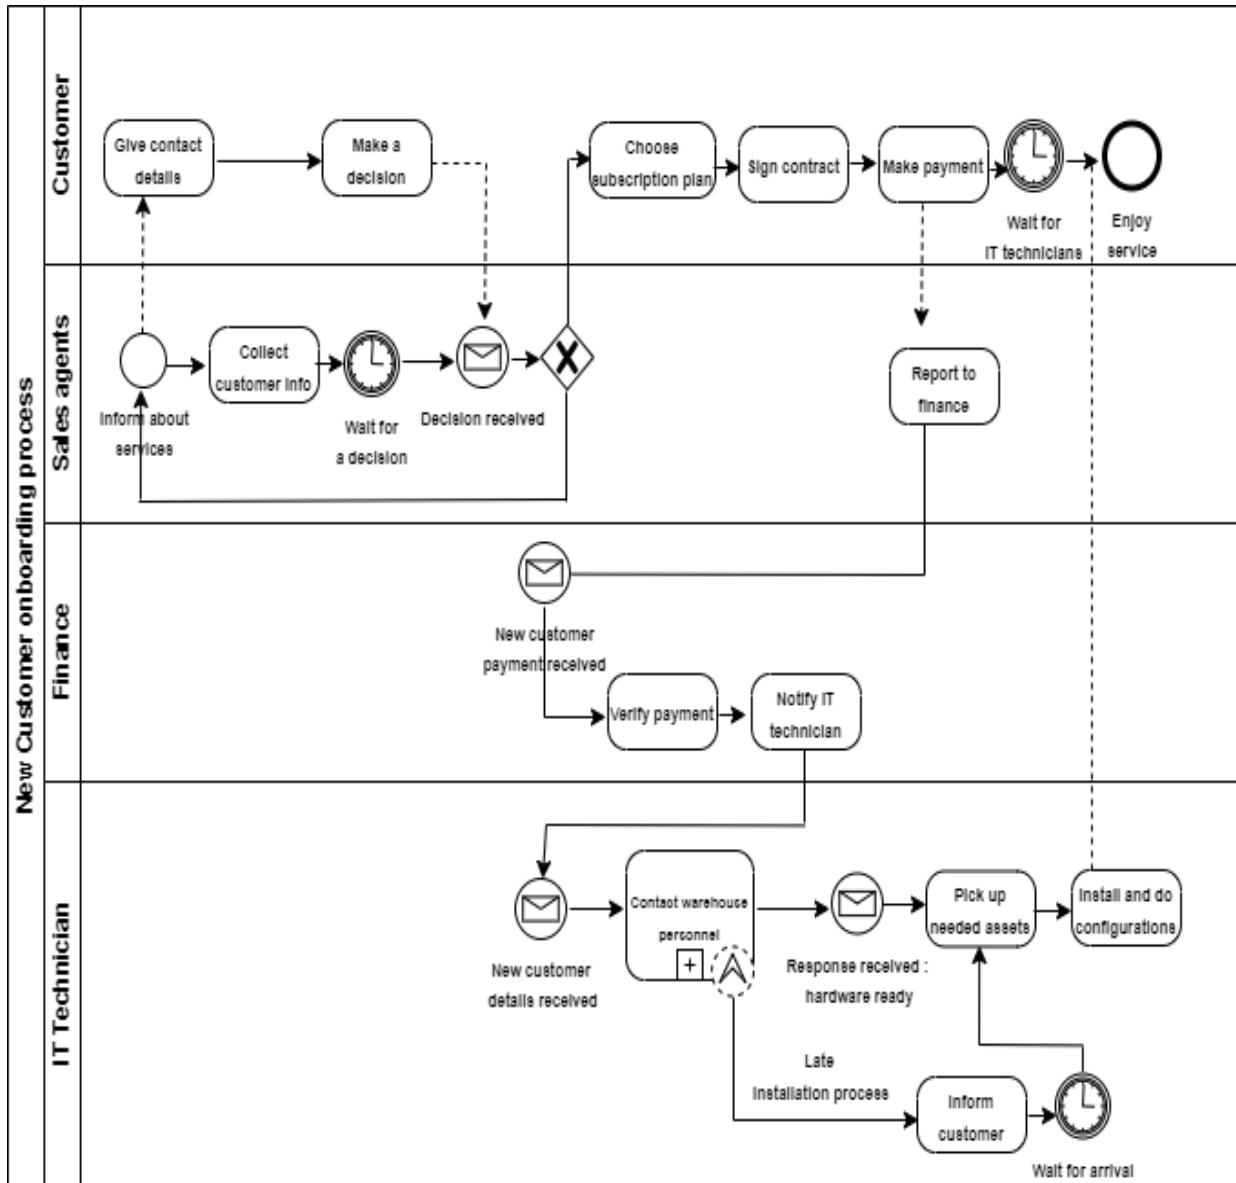 New Customer onboarding process
Customer
Give contact
details
Make a
decision
Choose
subscription plan
Sign contract
Make payment
Wait for
IT technicians
Enjoy
service
Sales agents
Inform about
services
Collect
customer info
Wait for
a decision
Decision received
Report to
finance
Finance
New customer
payment received
Verify payment
Notify IT
technician
IT Technician
New customer
details received
Contact warehouse
personnel
Response received :
hardware ready
Pick up
needed assets
Install and do
configurations
Late
Installation process
Inform
customer
Wait for arrival